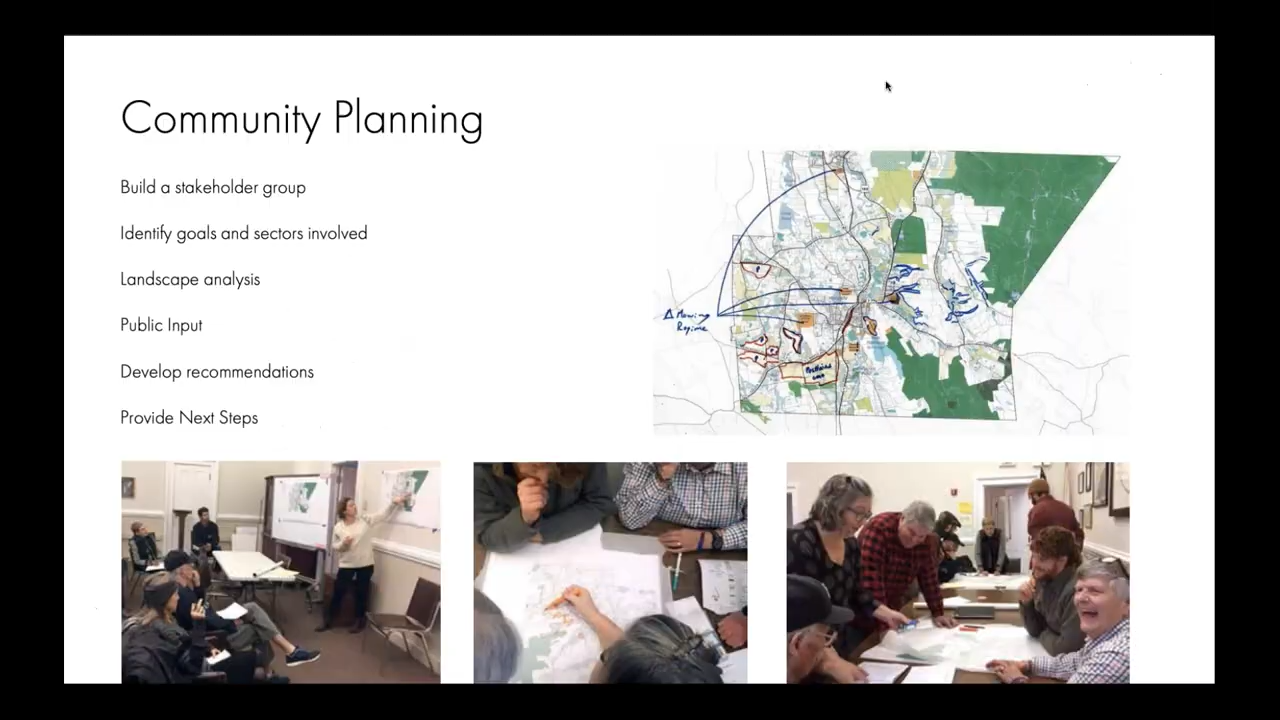 Community Planning
Build a stakeholder group
Identify goals and sectors involved
Landscape analysis
Public Input
Develop recommendations
Provide Next Steps
Δ Mowing
Regime